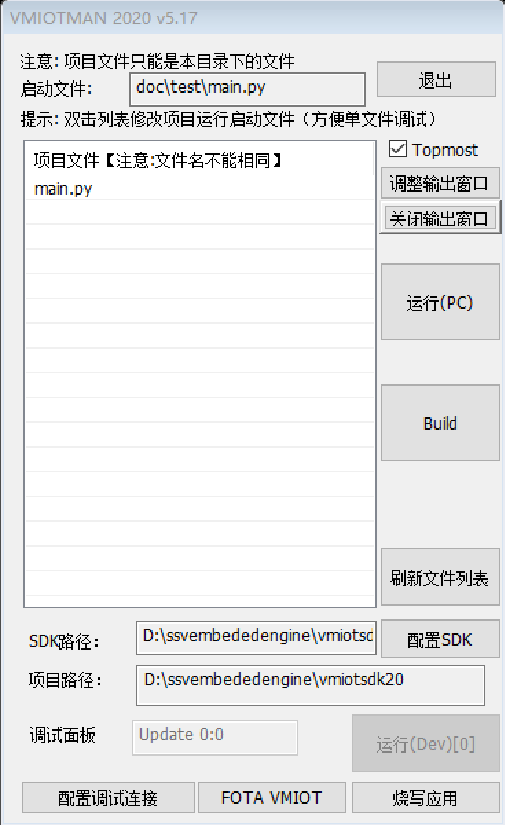 VMIOTMAN 2020 v5.17
注意: 项目文件只能是本目录下的文件
启动文件: doc\test\main.py 退出
提示: 双击列表修改项目运行启动文件（方便单文件调试）
项目文件【注意:文件名不能相同】
main.py
Topmost
调整输出窗口
关闭输出窗口
运行(PC)
Build
刷新文件列表
SDK路径: D:\ssvembededengine\vmiotsd 配置SDK
项目路径: D:\ssvembededengine\vmiotsdk20
调试面板 Update 0:0 运行(Dev)[0]
配置调试连接 FOTA VMIOT 烧写应用